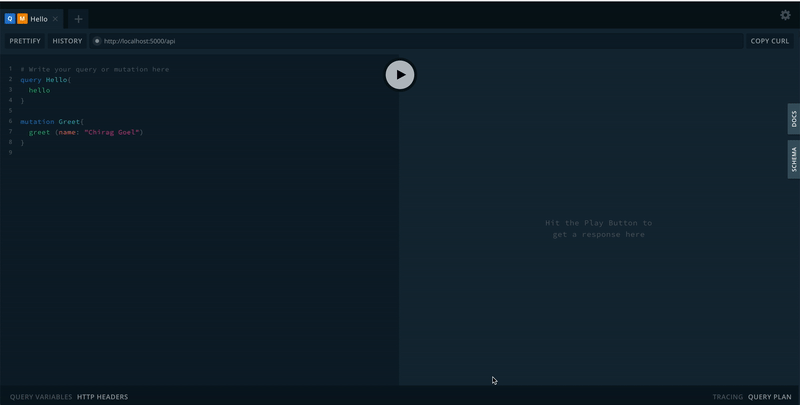 Q M Hello × +
PRETTIFY HISTORY http://localhost:5000/api COPY CURL
1 # Write your query or mutation here
2 query Hello{
3 hello
4 }
5
6 mutation Greet{
7 greet (name: "Chirag Goel")
8 }
9
DOCS
SCHEMA
Hit the Play Button to
get a response here
QUERY VARIABLES HTTP HEADERS TRACING QUERY PLAN